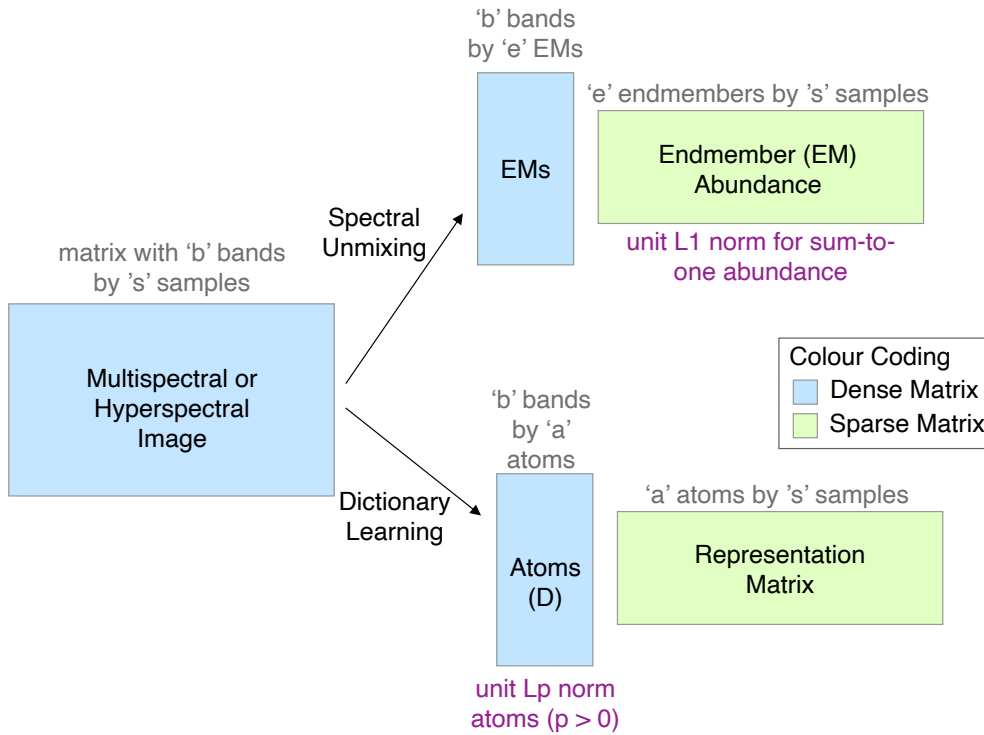 ‘b’ bands
by ‘e’ EMs
‘e’ endmembers by ’s’ samples
EMs
Endmember (EM)
Abundance
unit L1 norm for sum-to-
one abundance
Spectral
Unmixing
matrix with ‘b’ bands
by ’s’ samples
Multispectral or
Hyperspectral
Image
Colour Coding
Dense Matrix
Sparse Matrix
‘b’ bands
by ‘a’
atoms
Dictionary
Learning
‘a’ atoms by ’s’ samples
Atoms
(D)
Representation
Matrix
unit Lp norm
atoms (p > 0)